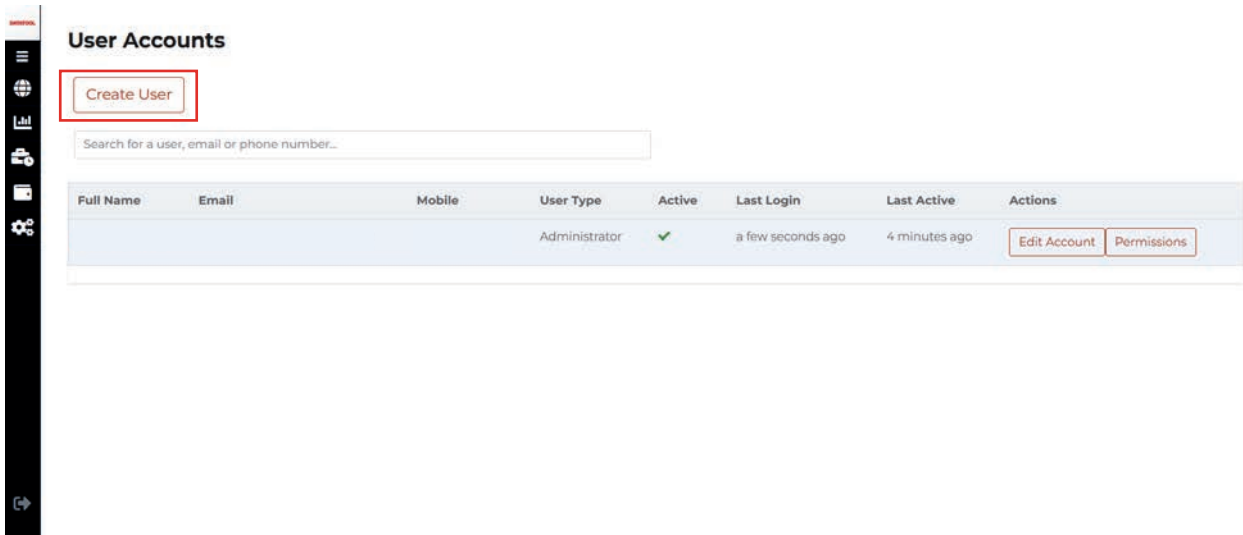 User Accounts
Create User
Search for a user, email or phone number...
Full Name Email Mobile User Type Active Last Login Last Active Actions
Administrator a few seconds ago 4 minutes ago Edit Account Permissions